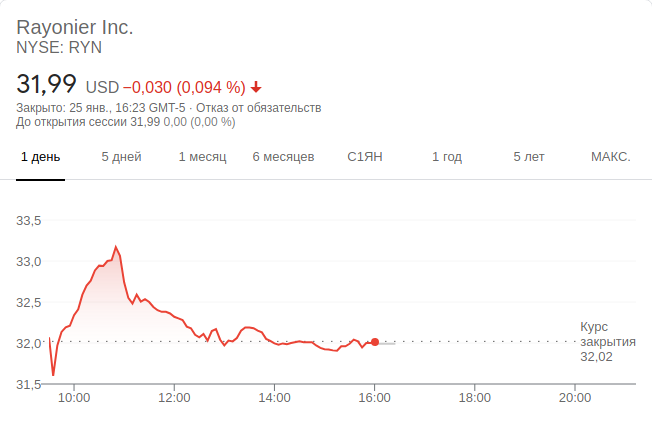 Rayonier Inc.
NYSE: RYN
31,99 USD −0,030 (0,094 %)
Закрыто: 25 янв., 16:23 GMT-5 · Отказ от обязательств
До открытия сессии 31,99 0,00 (0,00 %)
1 день 5 дней 1 месяц 6 месяцев С1ЯН 1 год 5 лет МАКС.
33,5
33,0
32,5
32,0
31,5
Курс
закрытия
32,02
10:00 12:00 14:00 16:00 18:00 20:00